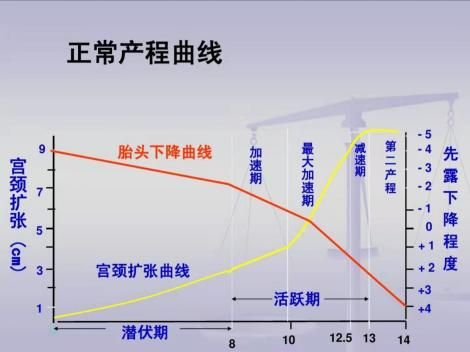 正常产程曲线
宫颈扩张（cm）
9
7
5
3
1
胎头下降曲线
宫颈扩张曲线
加速期
最大加速期
减速期
第二产程
- 5
- 4
- 3
- 2
- 1
0
+ 1
+ 2
+ 3
+4
先露下降程度
潜伏期
活跃期
8
10
12.5
13
14